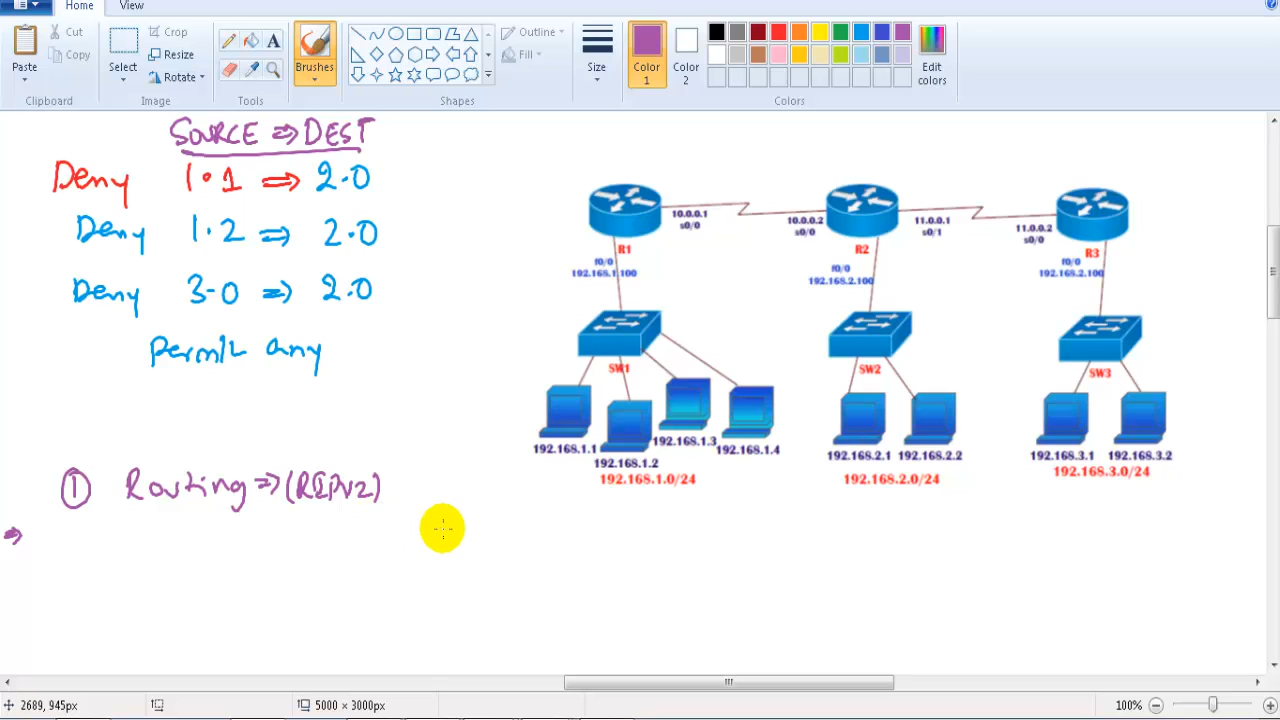 Home View
Cut
Copy
Paste
Clipboard
Crop
Resize
Rotate
Select
Image
A
Tools
Brushes
Outline
Fill
Shapes
Size
Color 1
Color 2
Edit colors
Colors
SOURCE ⇒ DEST
Deny 1.1 ⇒ 2.0
Deny 1.2 ⇒ 2.0
Deny 3.0 ⇒ 2.0
Permit any
① Routing ⇒ (RIPv2)
⇒
10.0.0.1
s0/0
10.0.0.2
s0/0
11.0.0.1
s0/1
11.0.0.2
s0/0
R1
R2
R3
f0/0
192.168.1.100
f0/0
192.168.2.100
f0/0
192.168.2.100
SW1
SW2
SW3
192.168.1.1
192.168.1.2
192.168.1.3
192.168.1.4
192.168.2.1 192.168.2.2
192.168.3.1 192.168.3.2
192.168.1.0/24
192.168.2.0/24
192.168.3.0/24
2689, 945px
5000 × 3000px
100%